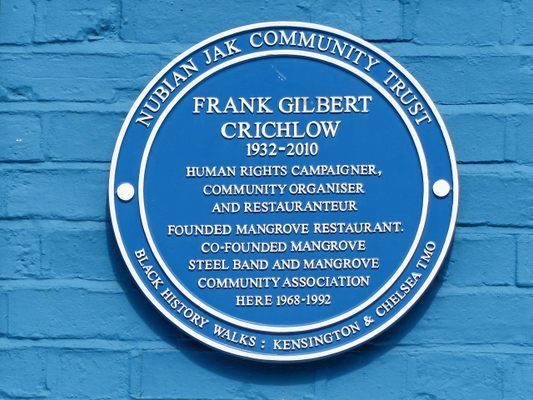 NUBIAN JAK COMMUNITY TRUST
FRANK GILBERT
CRICHLOW
1932-2010
HUMAN RIGHTS CAMPAIGNER,
COMMUNITY ORGANISER
AND RESTAURANTEUR
FOUNDED MANGROVE RESTAURANT.
CO-FOUNDED MANGROVE
STEEL BAND AND MANGROVE
COMMUNITY ASSOCIATION
HERE 1968-1992
BLACK HISTORY WALKS : KENSINGTON & CHELSEA TMO